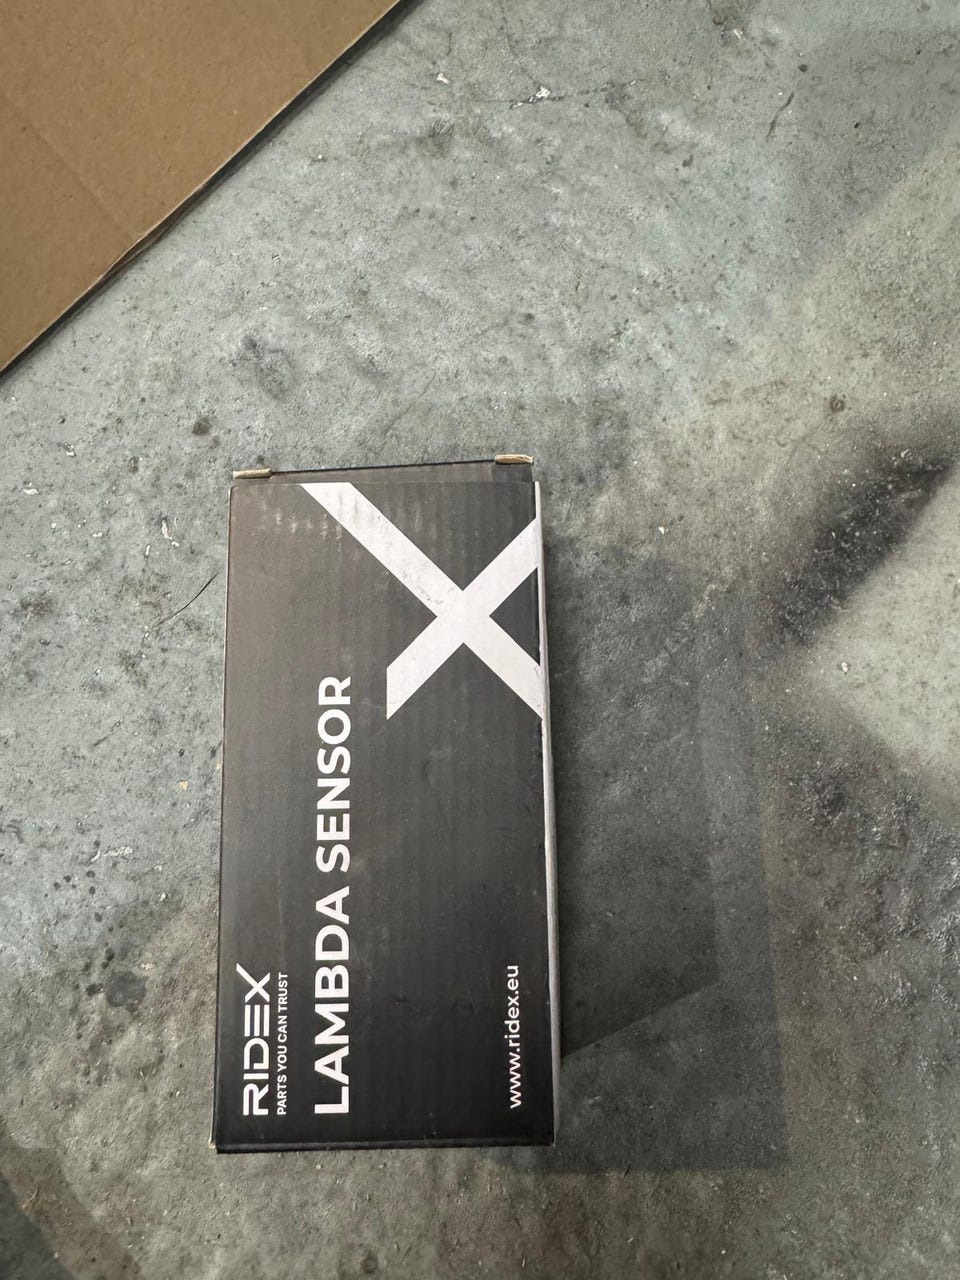 RIDEX
PARTS YOU CAN TRUST
LAMBDA SENSOR
www.ridex.eu